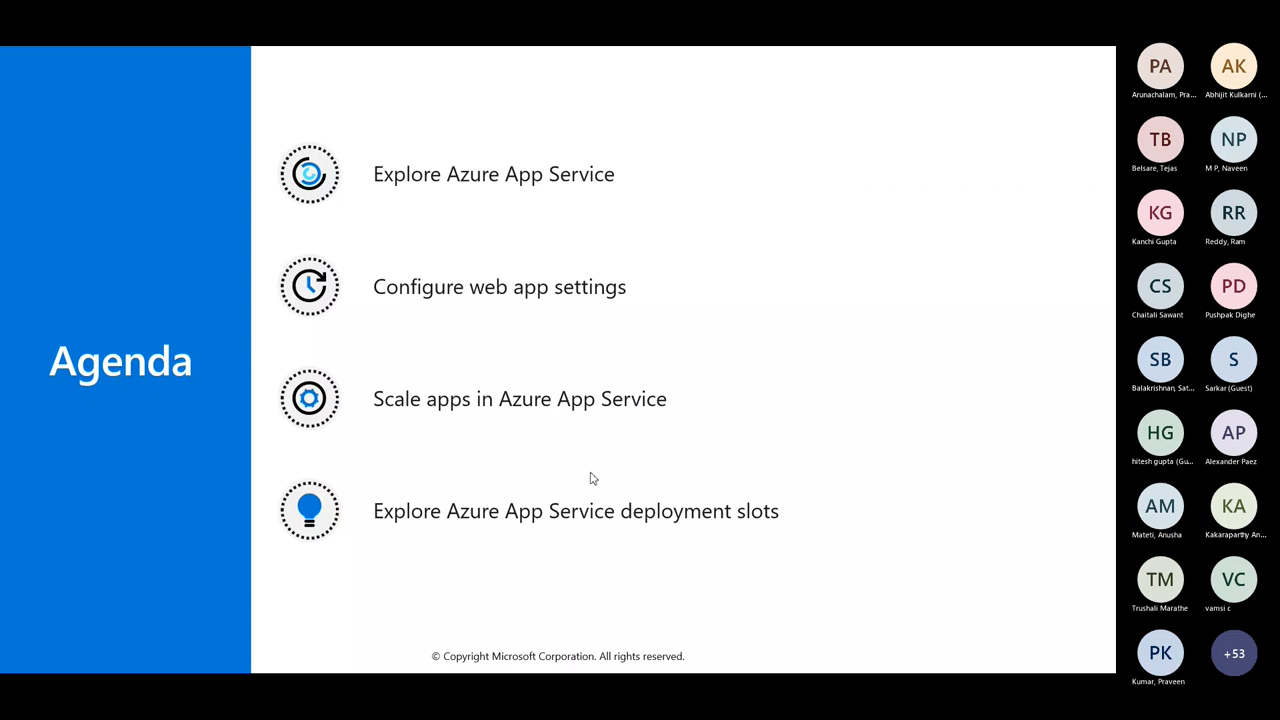 Agenda
Explore Azure App Service
Configure web app settings
Scale apps in Azure App Service
Explore Azure App Service deployment slots
© Copyright Microsoft Corporation. All rights reserved.
PA
AK
Arunachalam, Pra...
Abhijit Kulkarni (...
TB
NP
Belsare, Tejas
M P, Naveen
KG
RR
Kanchi Gupta
Reddy, Ram
CS
PD
Chaitali Sawant
Pushpak Dighe
SB
S
Balakrishnan, Sat...
Sarkar (Guest)
HG
AP
hitesh gupta (Gu...
Alexander Paez
AM
KA
Mateti, Anusha
Kakaraparthy An...
TM
VC
Trushali Marathe
vamsi c
PK
+53
Kumar, Praveen